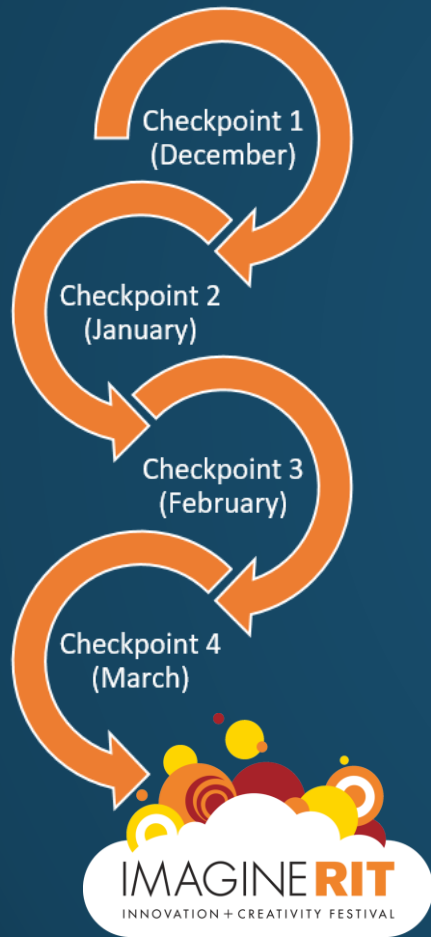 Checkpoint 1
(December)
Checkpoint 2
(January)
Checkpoint 3
(February)
Checkpoint 4
(March)
IMAGINE RIT
INNOVATION + CREATIVITY FESTIVAL